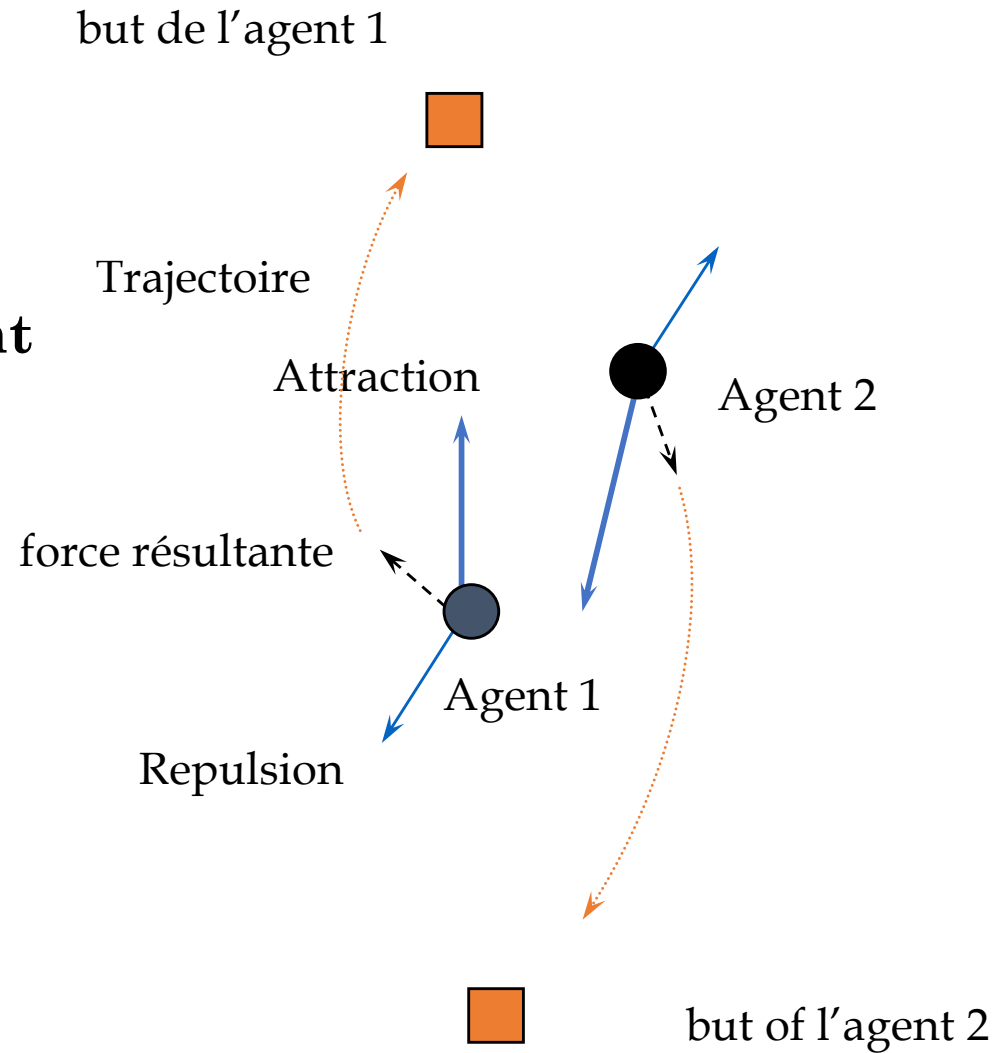 but de l’agent 1
Trajectoire
Attraction
Agent 2
force résultante
Agent 1
Repulsion
but of l’agent 2